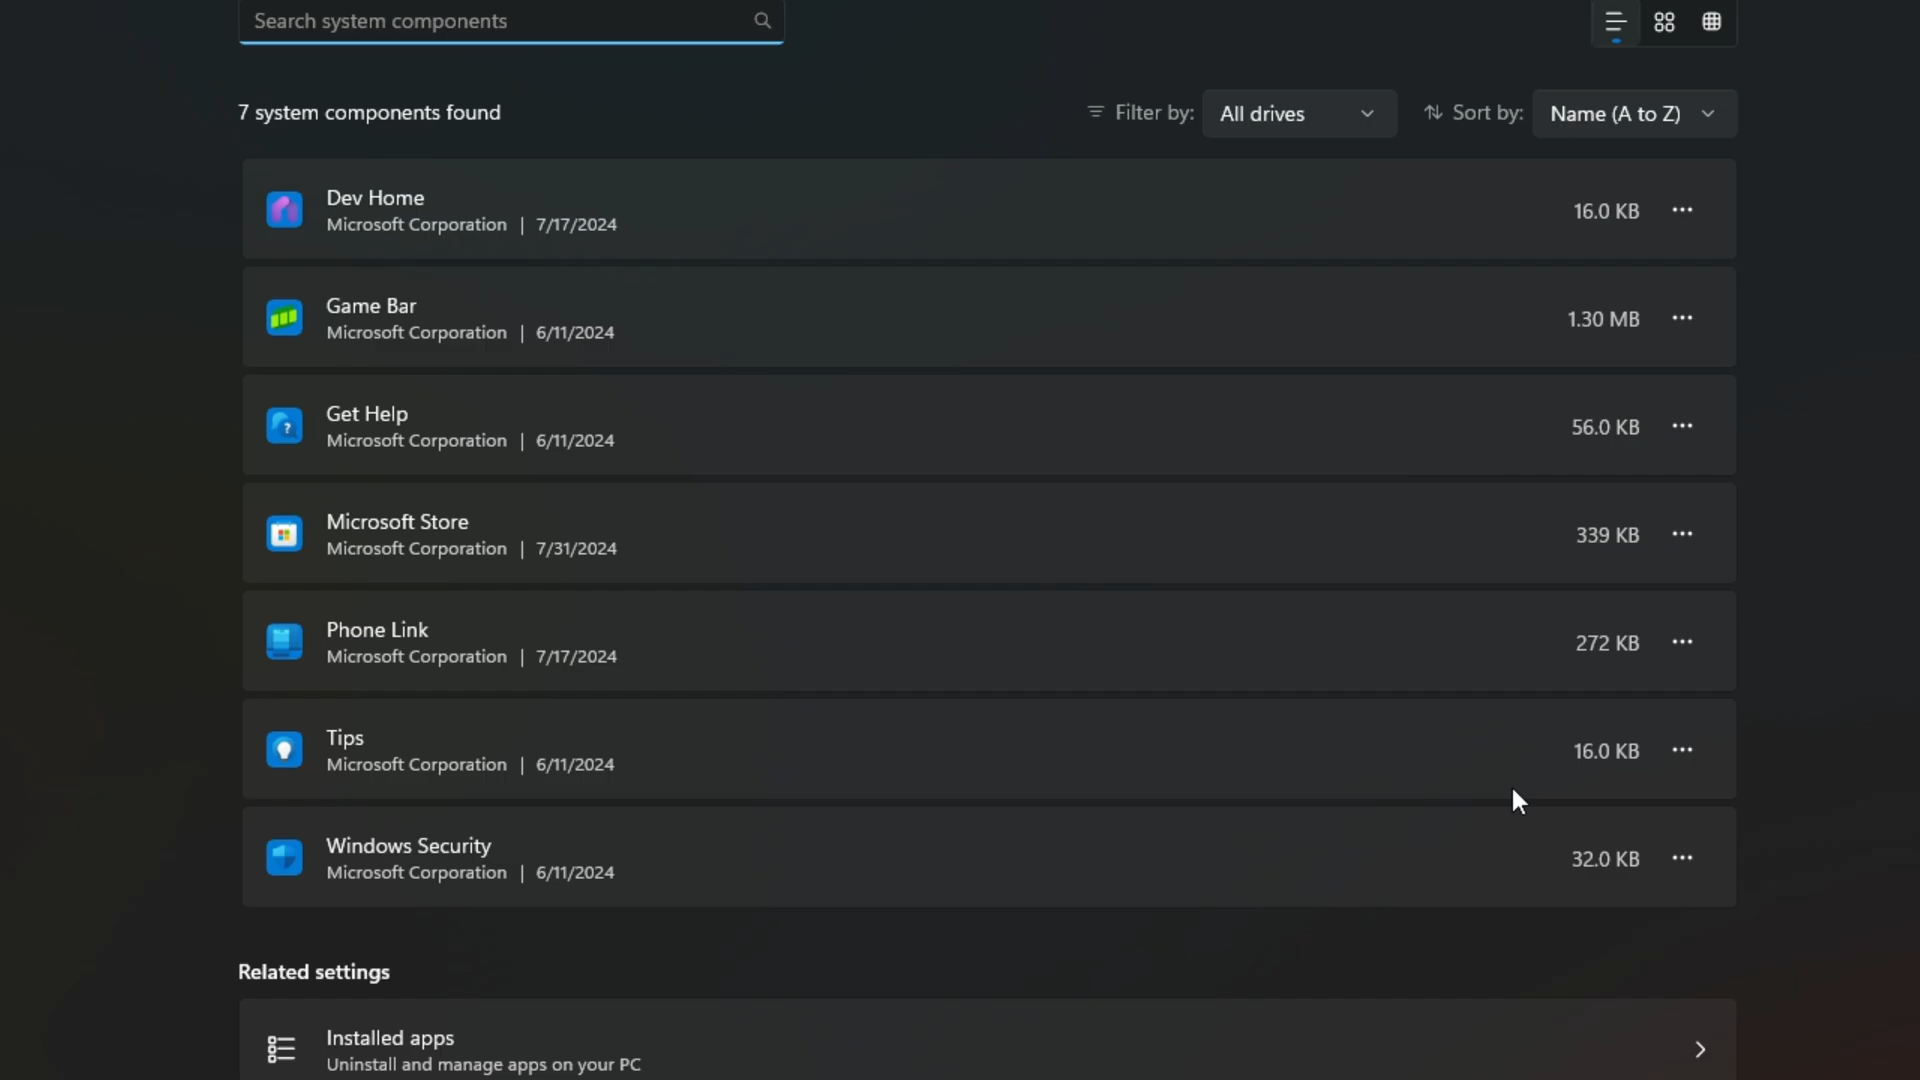 Search system components
7 system components found
Filter by: All drives
Sort by: Name (A to Z)
Dev Home
Microsoft Corporation | 7/17/2024
16.0 KB
Game Bar
Microsoft Corporation | 6/11/2024
1.30 MB
Get Help
Microsoft Corporation | 6/11/2024
56.0 KB
Microsoft Store
Microsoft Corporation | 7/31/2024
339 KB
Phone Link
Microsoft Corporation | 7/17/2024
272 KB
Tips
Microsoft Corporation | 6/11/2024
16.0 KB
Windows Security
Microsoft Corporation | 6/11/2024
32.0 KB
Related settings
Installed apps
Uninstall and manage apps on your PC